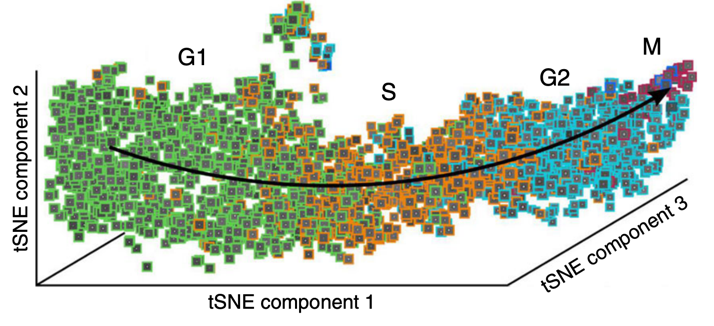 G1
S
G2
M
tSNE component 2
tSNE component 1
tSNE component 3